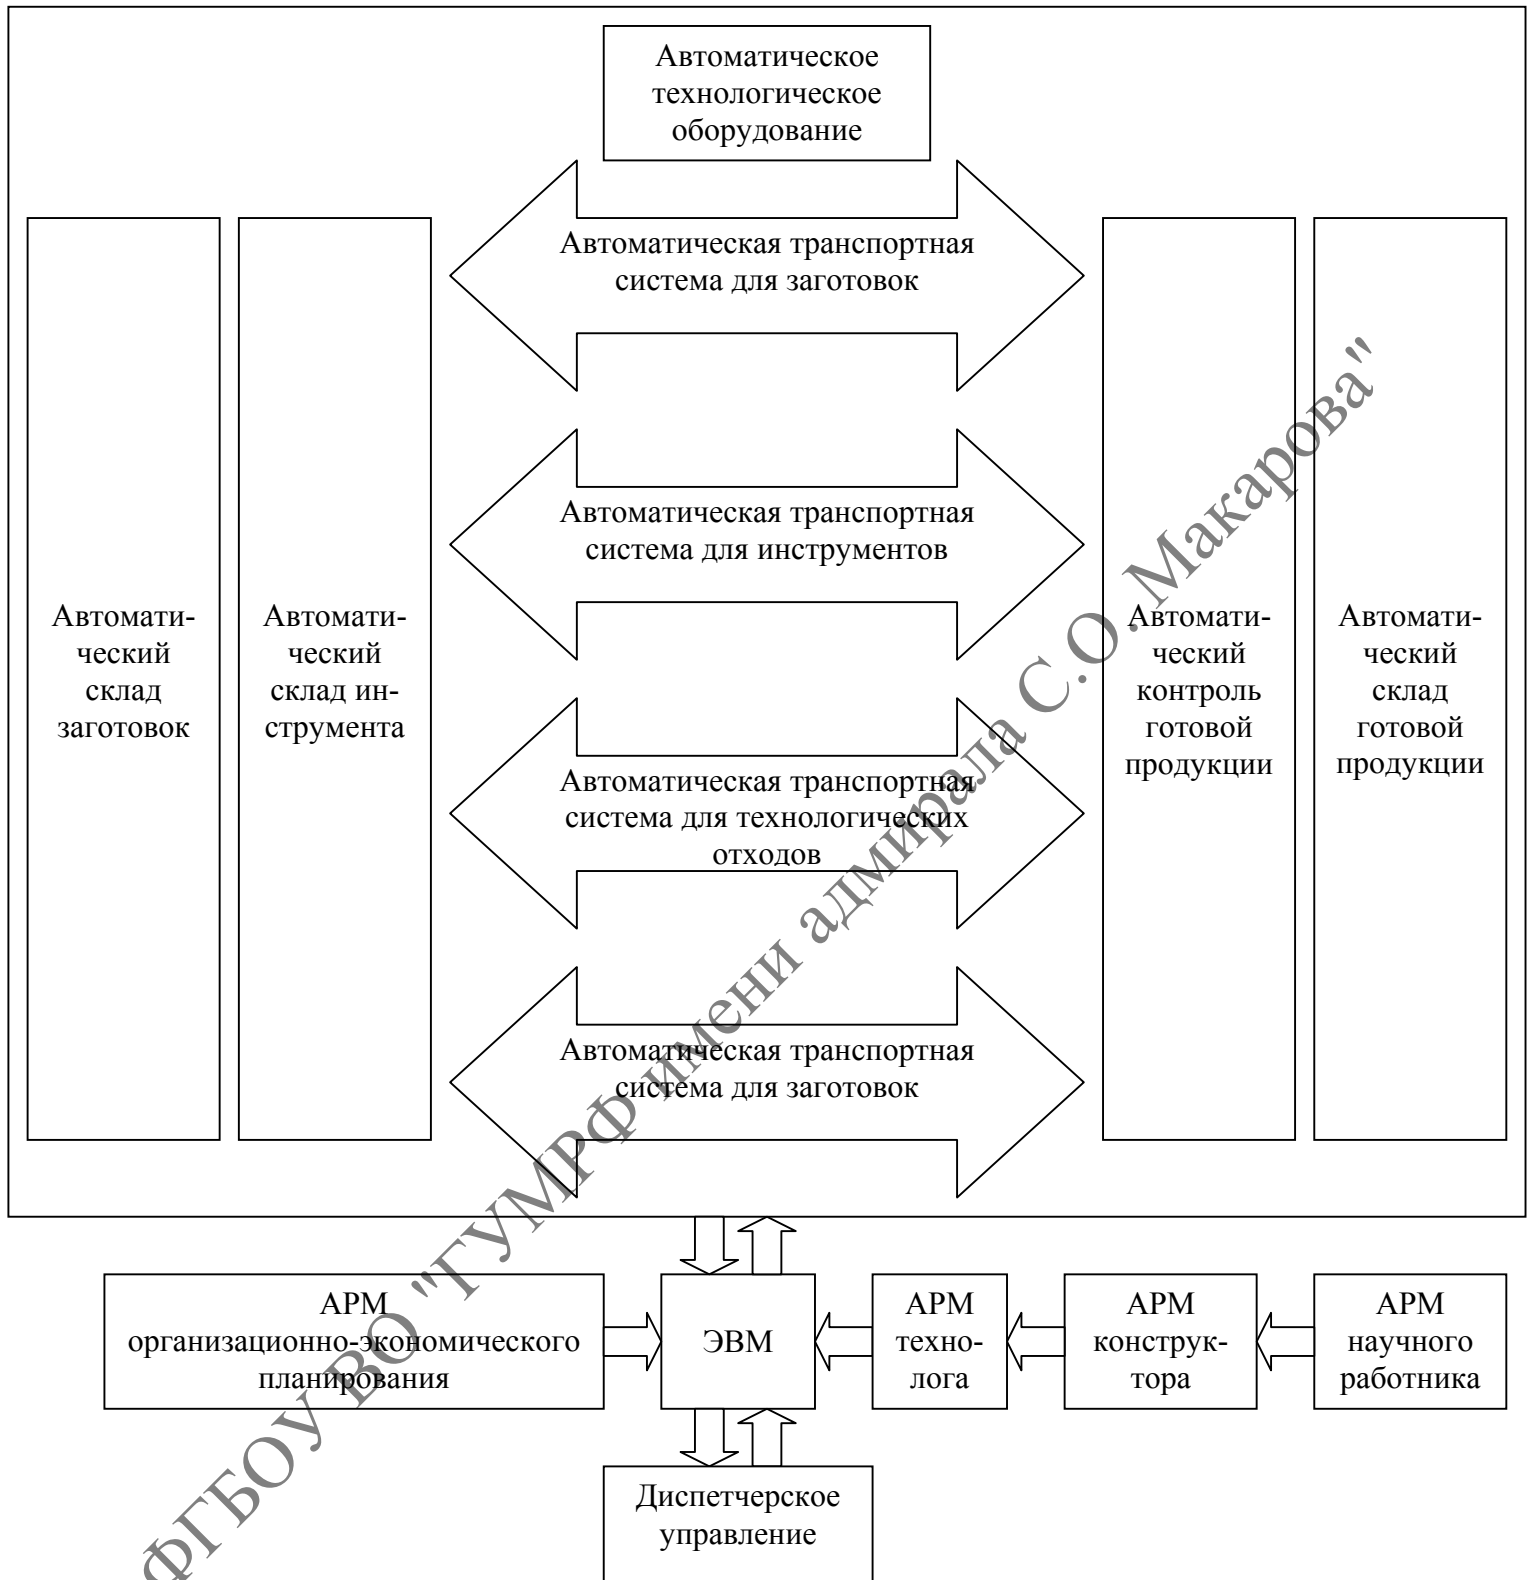 Автоматическое
технологическое
оборудование
Автоматическая транспортная
система для заготовок
Автоматическая транспортная
система для инструментов
Автомати-
ческий
склад
заготовок
Автомати-
ческий
склад ин-
струмента
Автоматическая транспортная
система для технологических
отходов
Автоматическая транспортная
система для заготовок
Автомати-
ческий
контроль
готовой
продукции
Автомати-
ческий
склад
готовой
продукции
АРМ
организационно-экономического
планирования
ЭВМ
АРМ
техно-
лога
АРМ
конструк-
тора
АРМ
научного
работника
Диспетчерское
управление
ФГБОУ ВО "ГУМРФ имени адмирала С.О. Макарова"